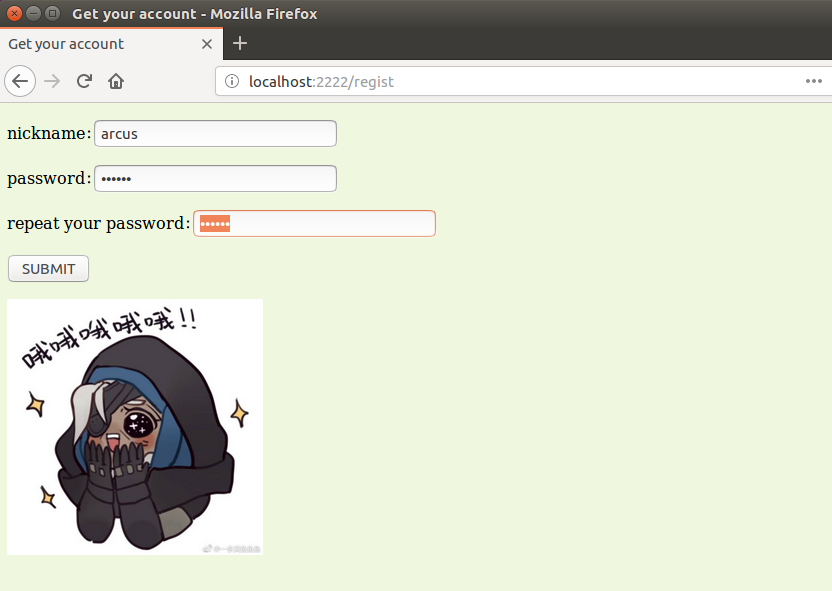 Get your account - Mozilla Firefox
Get your account
localhost:2222/regist
nickname: arcus
password: ••••••
repeat your password: ••••••
SUBMIT
哦哦哦哦哦!!